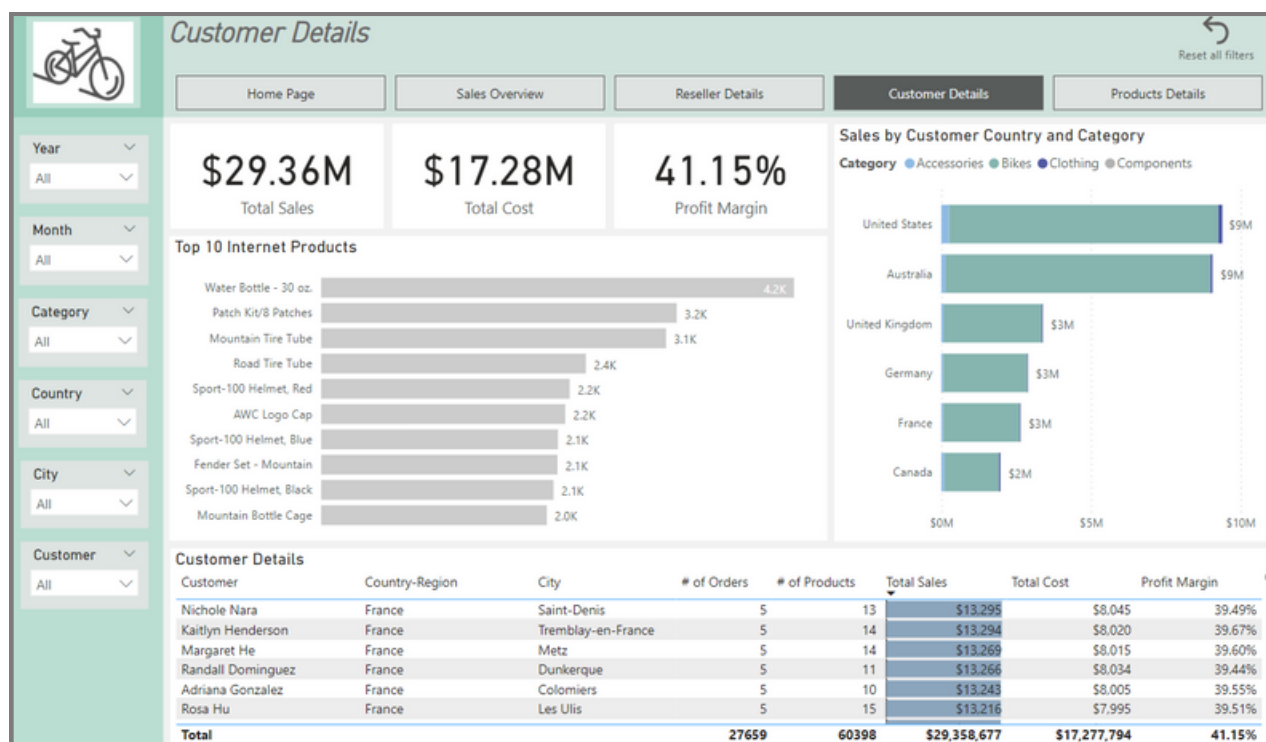 Customer Details
Reset all filters
Home Page
Sales Overview
Reseller Details
Customer Details
Products Details
Year
All
Month
All
Category
All
Country
All
City
All
Customer
All
$29.36M
Total Sales
$17.28M
Total Cost
41.15%
Profit Margin
Top 10 Internet Products
Water Bottle - 30 oz. 4.2K
Patch Kit/8 Patches 3.2K
Mountain Tire Tube 3.1K
Road Tire Tube 2.4K
Sport-100 Helmet, Red 2.2K
AWC Logo Cap 2.2K
Sport-100 Helmet, Blue 2.1K
Fender Set - Mountain 2.1K
Sport-100 Helmet, Black 2.1K
Mountain Bottle Cage 2.0K
Sales by Customer Country and Category
Category Accessories Bikes Clothing Components
United States $9M
Australia $9M
United Kingdom $3M
Germany $3M
France $3M
Canada $2M
$0M $5M $10M
Customer Details
Customer Country-Region City # of Orders # of Products Total Sales Total Cost Profit Margin
Nichole Nara France Saint-Denis 5 13 $13,295 $8,045 39.49%
Kaitlyn Henderson France Tremblay-en-France 5 14 $13,294 $8,020 39.67%
Margaret He France Metz 5 14 $13,269 $8,015 39.60%
Randall Dominguez France Dunkerque 5 11 $13,266 $8,034 39.44%
Adriana Gonzalez France Colomiers 5 10 $13,243 $8,005 39.55%
Rosa Hu France Les Ulis 5 15 $13,216 $7,995 39.51%
Total 27659 60398 $29,358,677 $17,277,794 41.15%